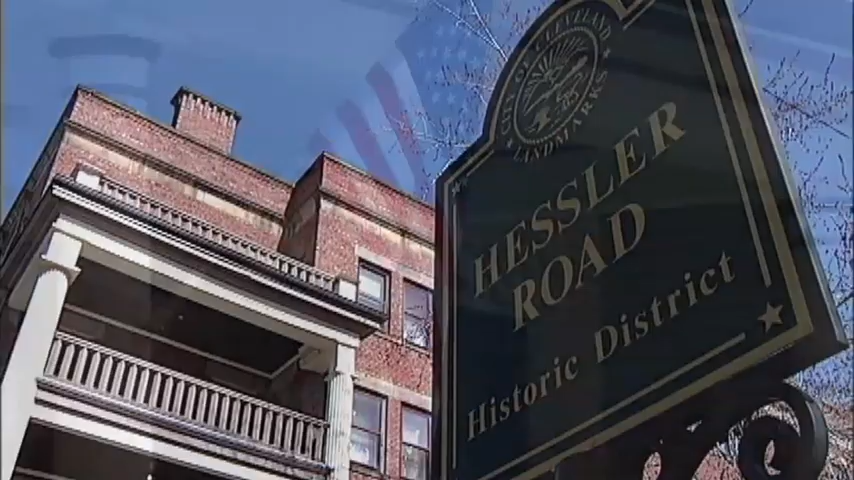 CITY OF CLEVELAND
LANDMARKS
HESSLER
ROAD
Historic District